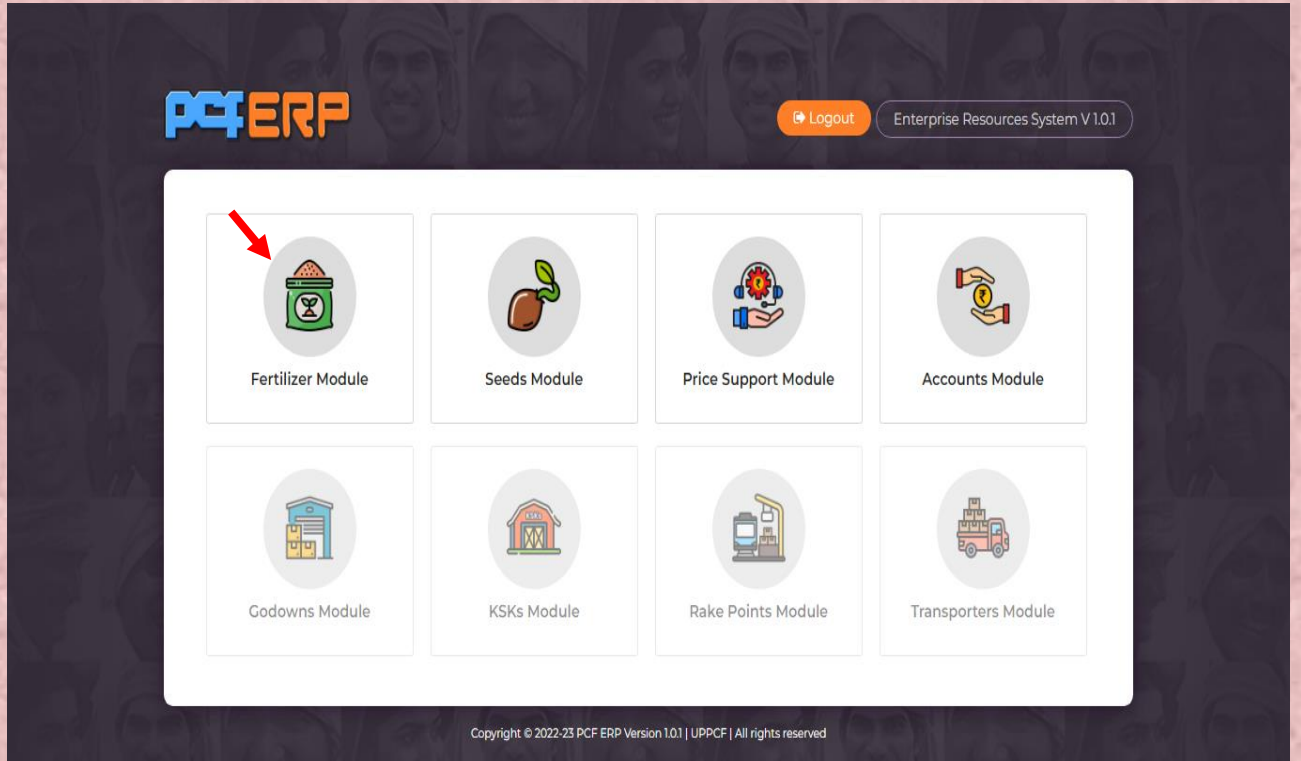 PCF ERP
Logout
Enterprise Resources System V 1.0.1
Fertilizer Module
Seeds Module
Price Support Module
Accounts Module
KSKs
Godowns Module
KSKs Module
Rake Points Module
Transporters Module
Copyright © 2022-23 PCF ERP Version 1.0.1 | UPPCF | All rights reserved